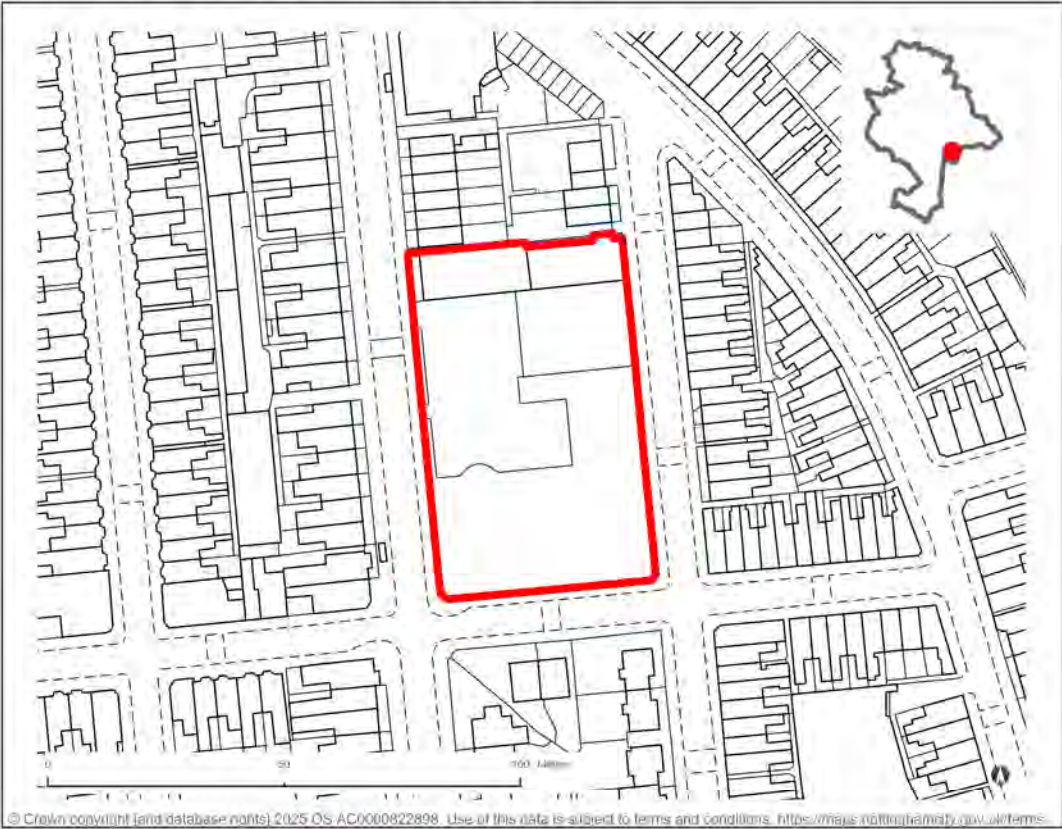 0 50 100 Meters
© Crown copyright (and database rights) 2025 OS AC0000822898. Use of this data is subject to terms and conditions. https://maps.nottinghamcity.gov.uk/terms.